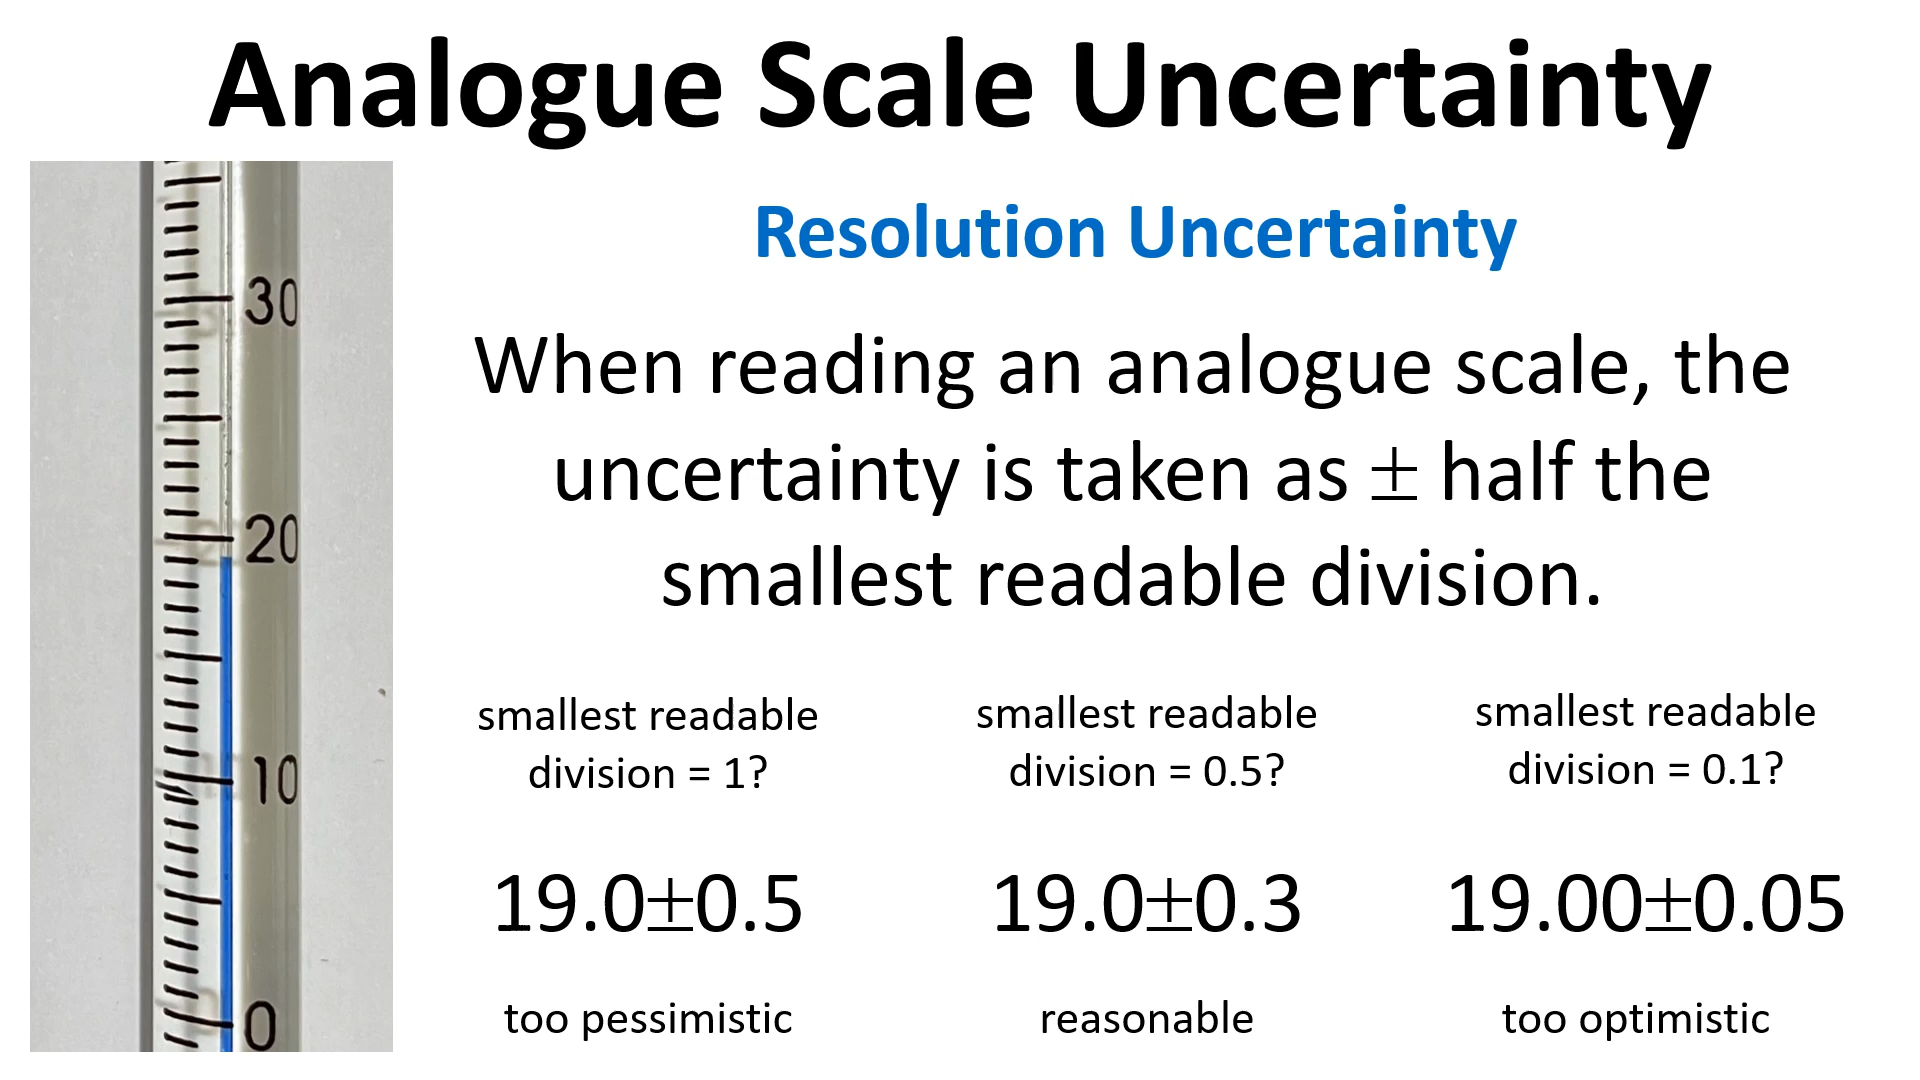 Analogue Scale Uncertainty
Resolution Uncertainty
When reading an analogue scale, the
uncertainty is taken as ± half the
smallest readable division.
30
20
10
0
smallest readable
division = 1?
19.0±0.5
too pessimistic
smallest readable
division = 0.5?
19.0±0.3
reasonable
smallest readable
division = 0.1?
19.00±0.05
too optimistic